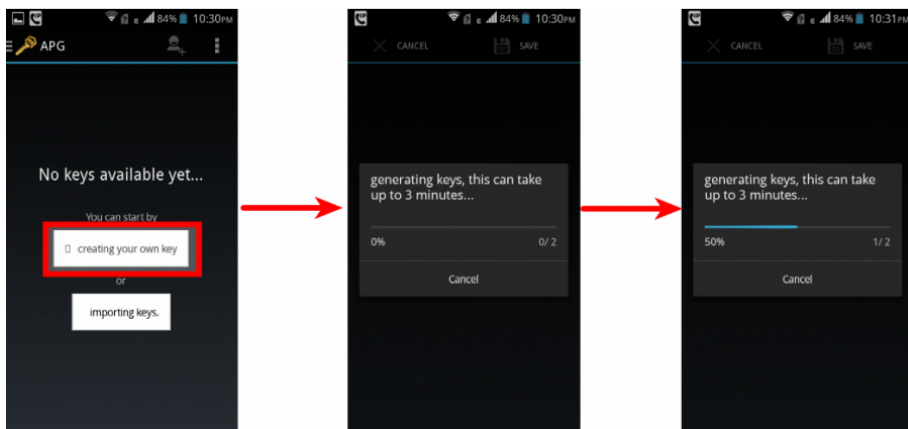 84% 10:30PM
APG
No keys available yet...
You can start by
creating your own key
or
importing keys.
84% 10:30PM
CANCEL SAVE
generating keys, this can take
up to 3 minutes...
0% 0/2
Cancel
84% 10:31PM
CANCEL SAVE
generating keys, this can take
up to 3 minutes...
50% 1/2
Cancel